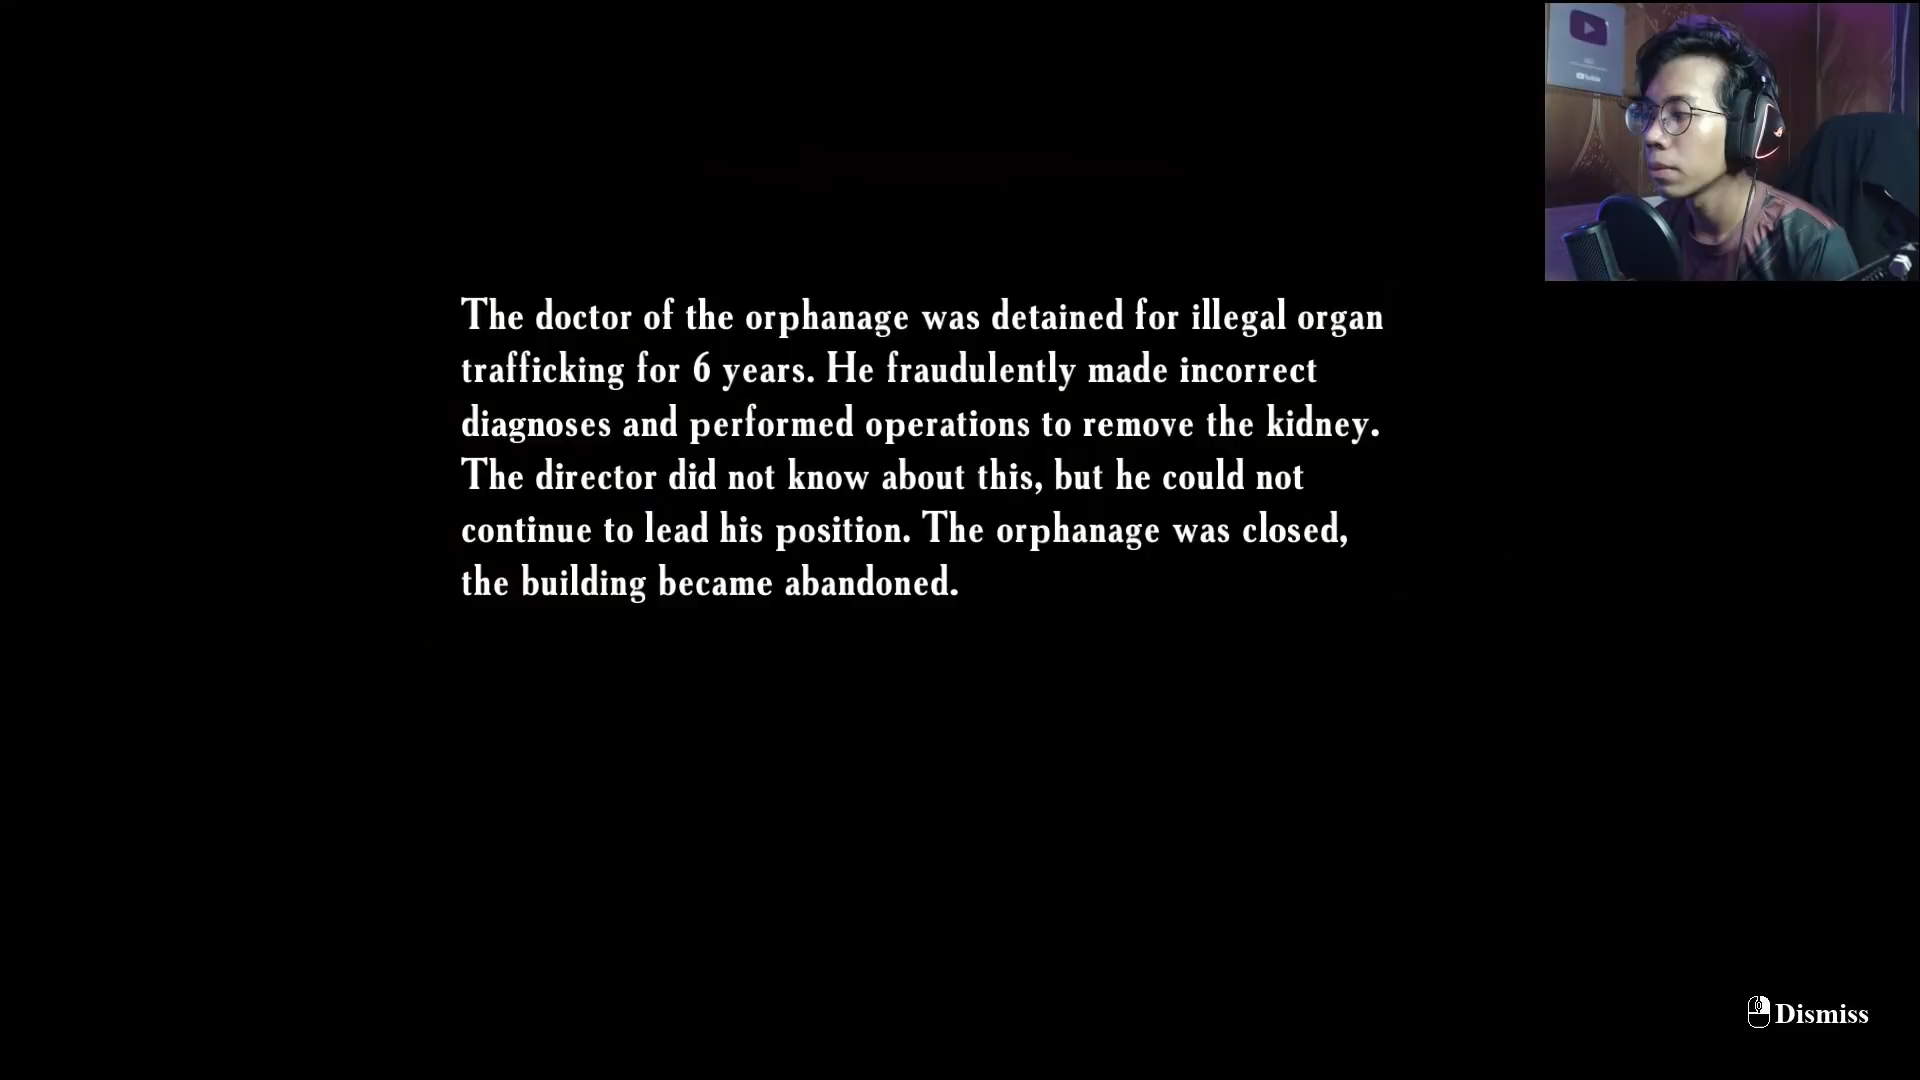 The doctor of the orphanage was detained for illegal organ
trafficking for 6 years. He fraudulently made incorrect
diagnoses and performed operations to remove the kidney.
The director did not know about this, but he could not
continue to lead his position. The orphanage was closed,
the building became abandoned.
Dismiss